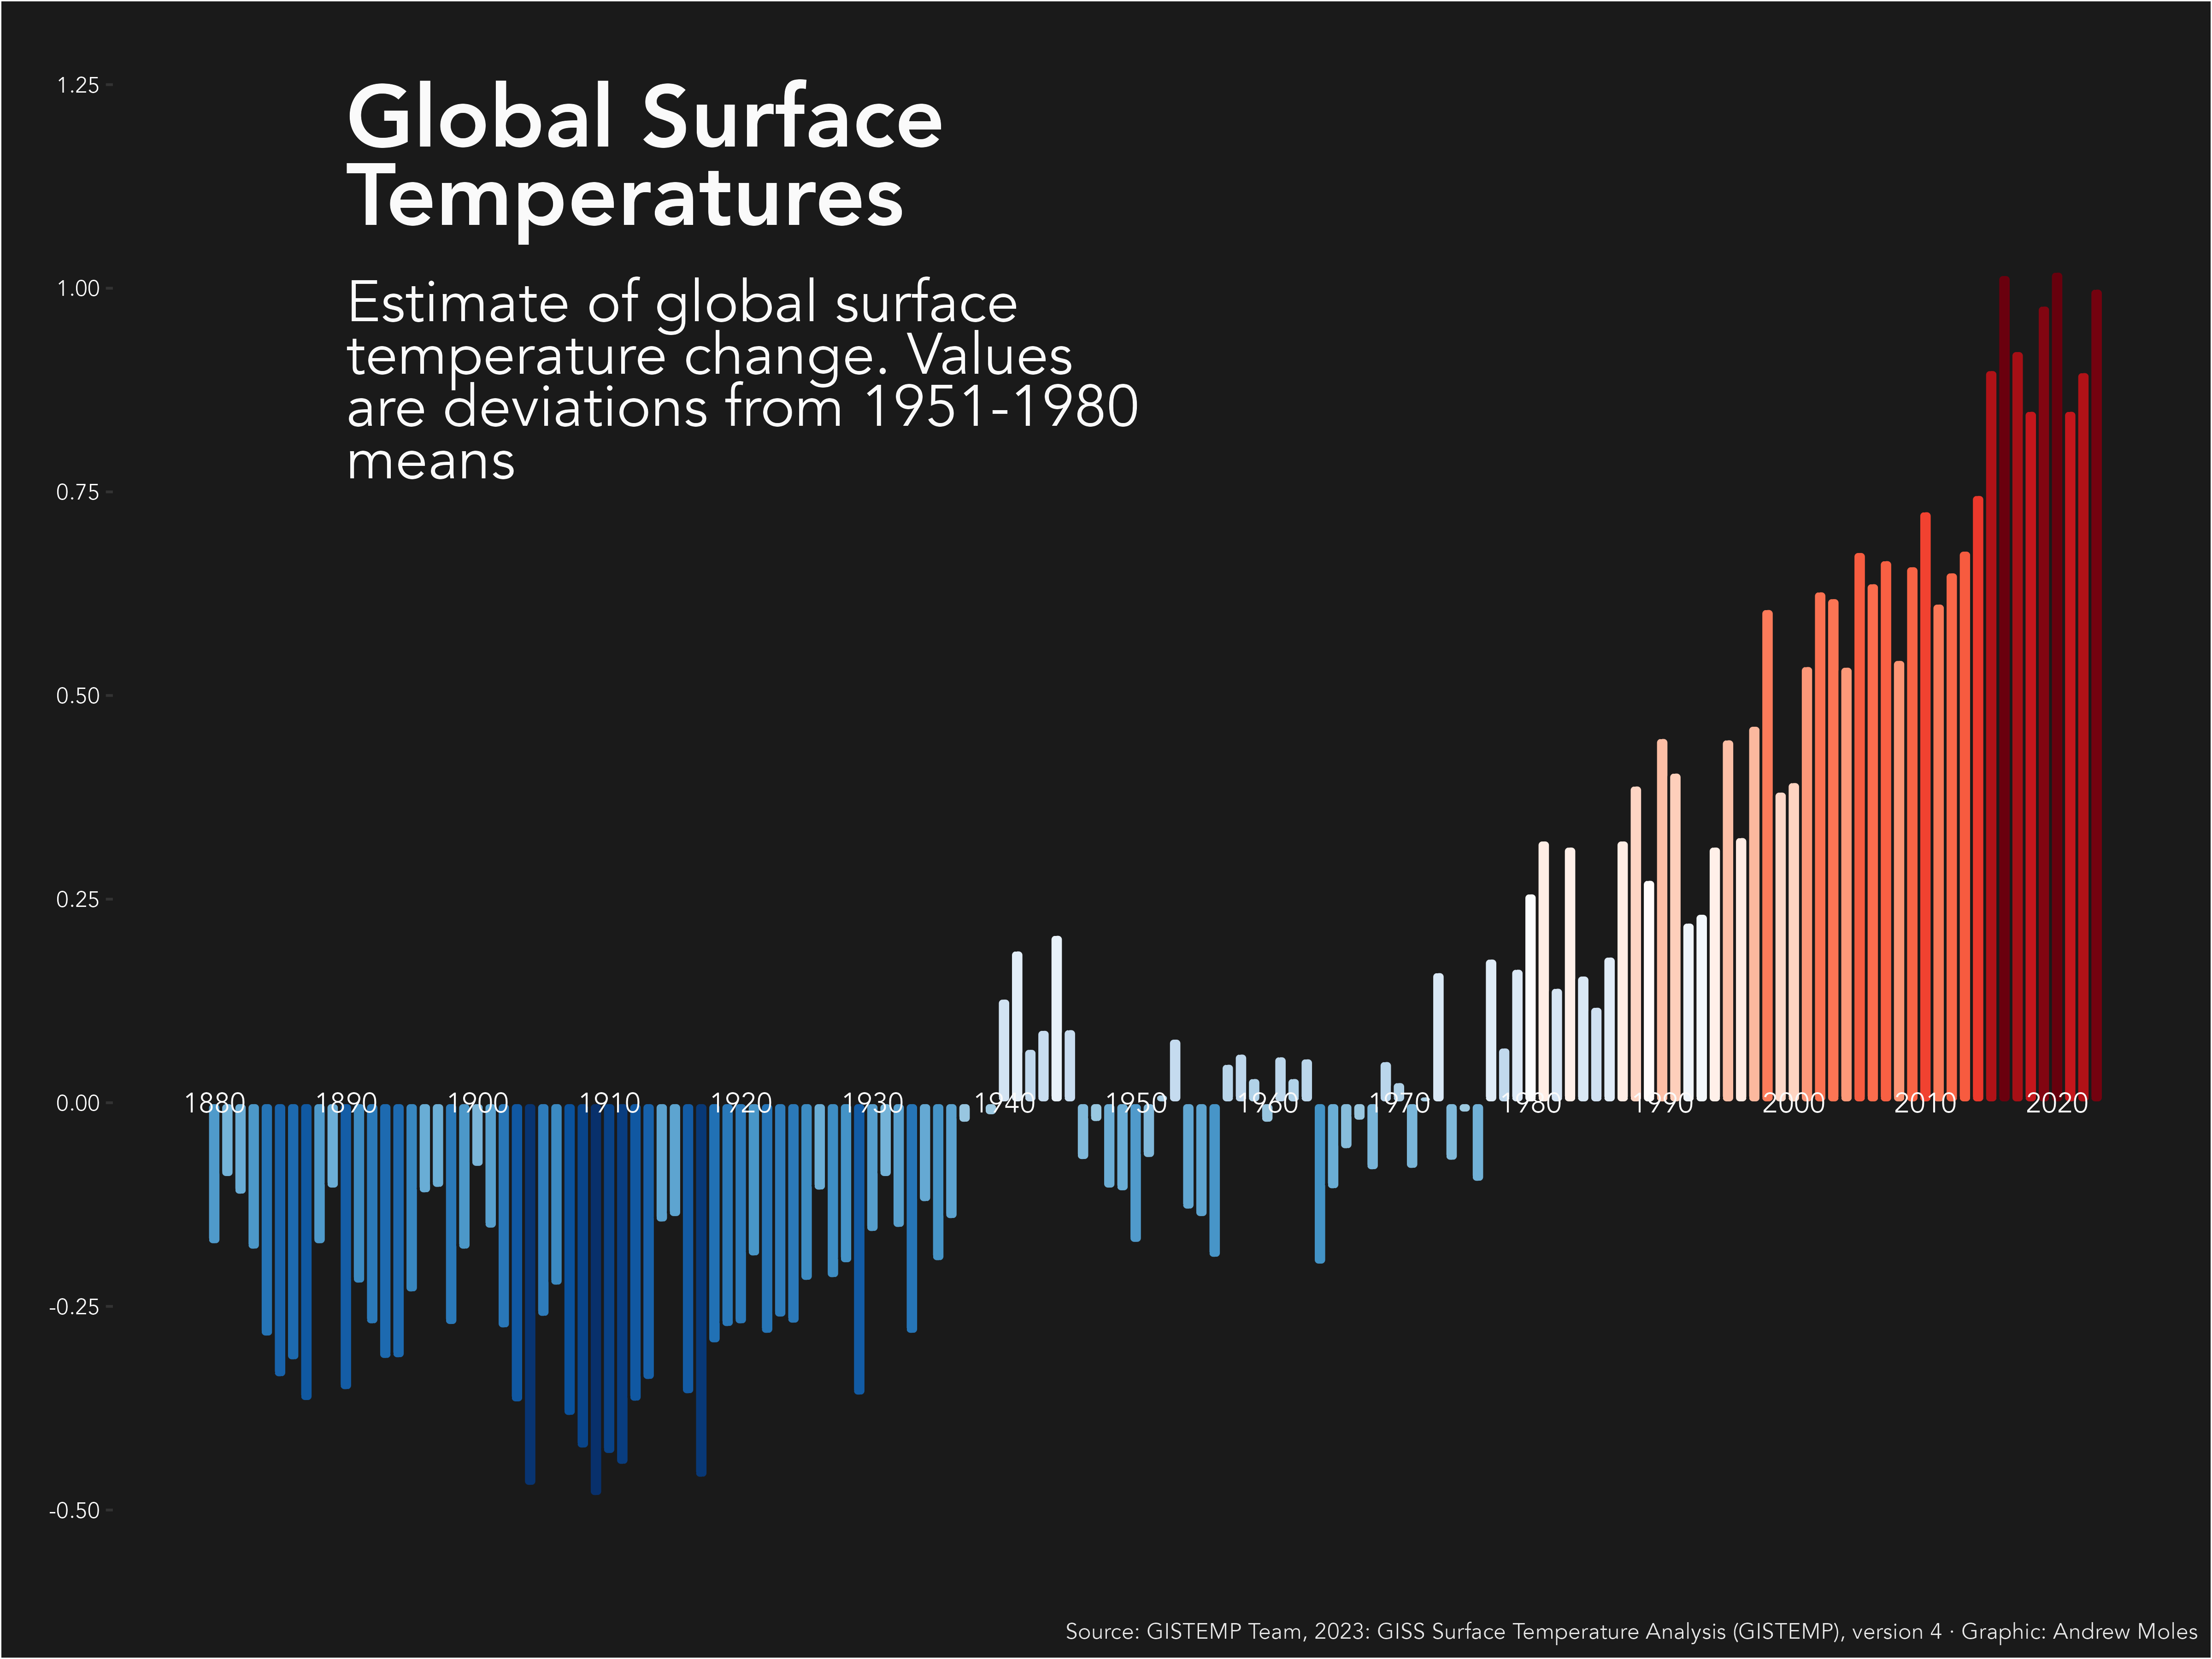 1.25
Global Surface
Temperatures
1.00
Estimate of global surface
temperature change. Values
are deviations from 1951-1980
means
0.75
0.50
0.25
0.00
1880 1890 1900 1910 1920 1930 1940 1950 1960 1970 1980 1990 2000 2010 2020
-0.25
-0.50
Source: GISTEMP Team, 2023: GISS Surface Temperature Analysis (GISTEMP), version 4 · Graphic: Andrew Moles